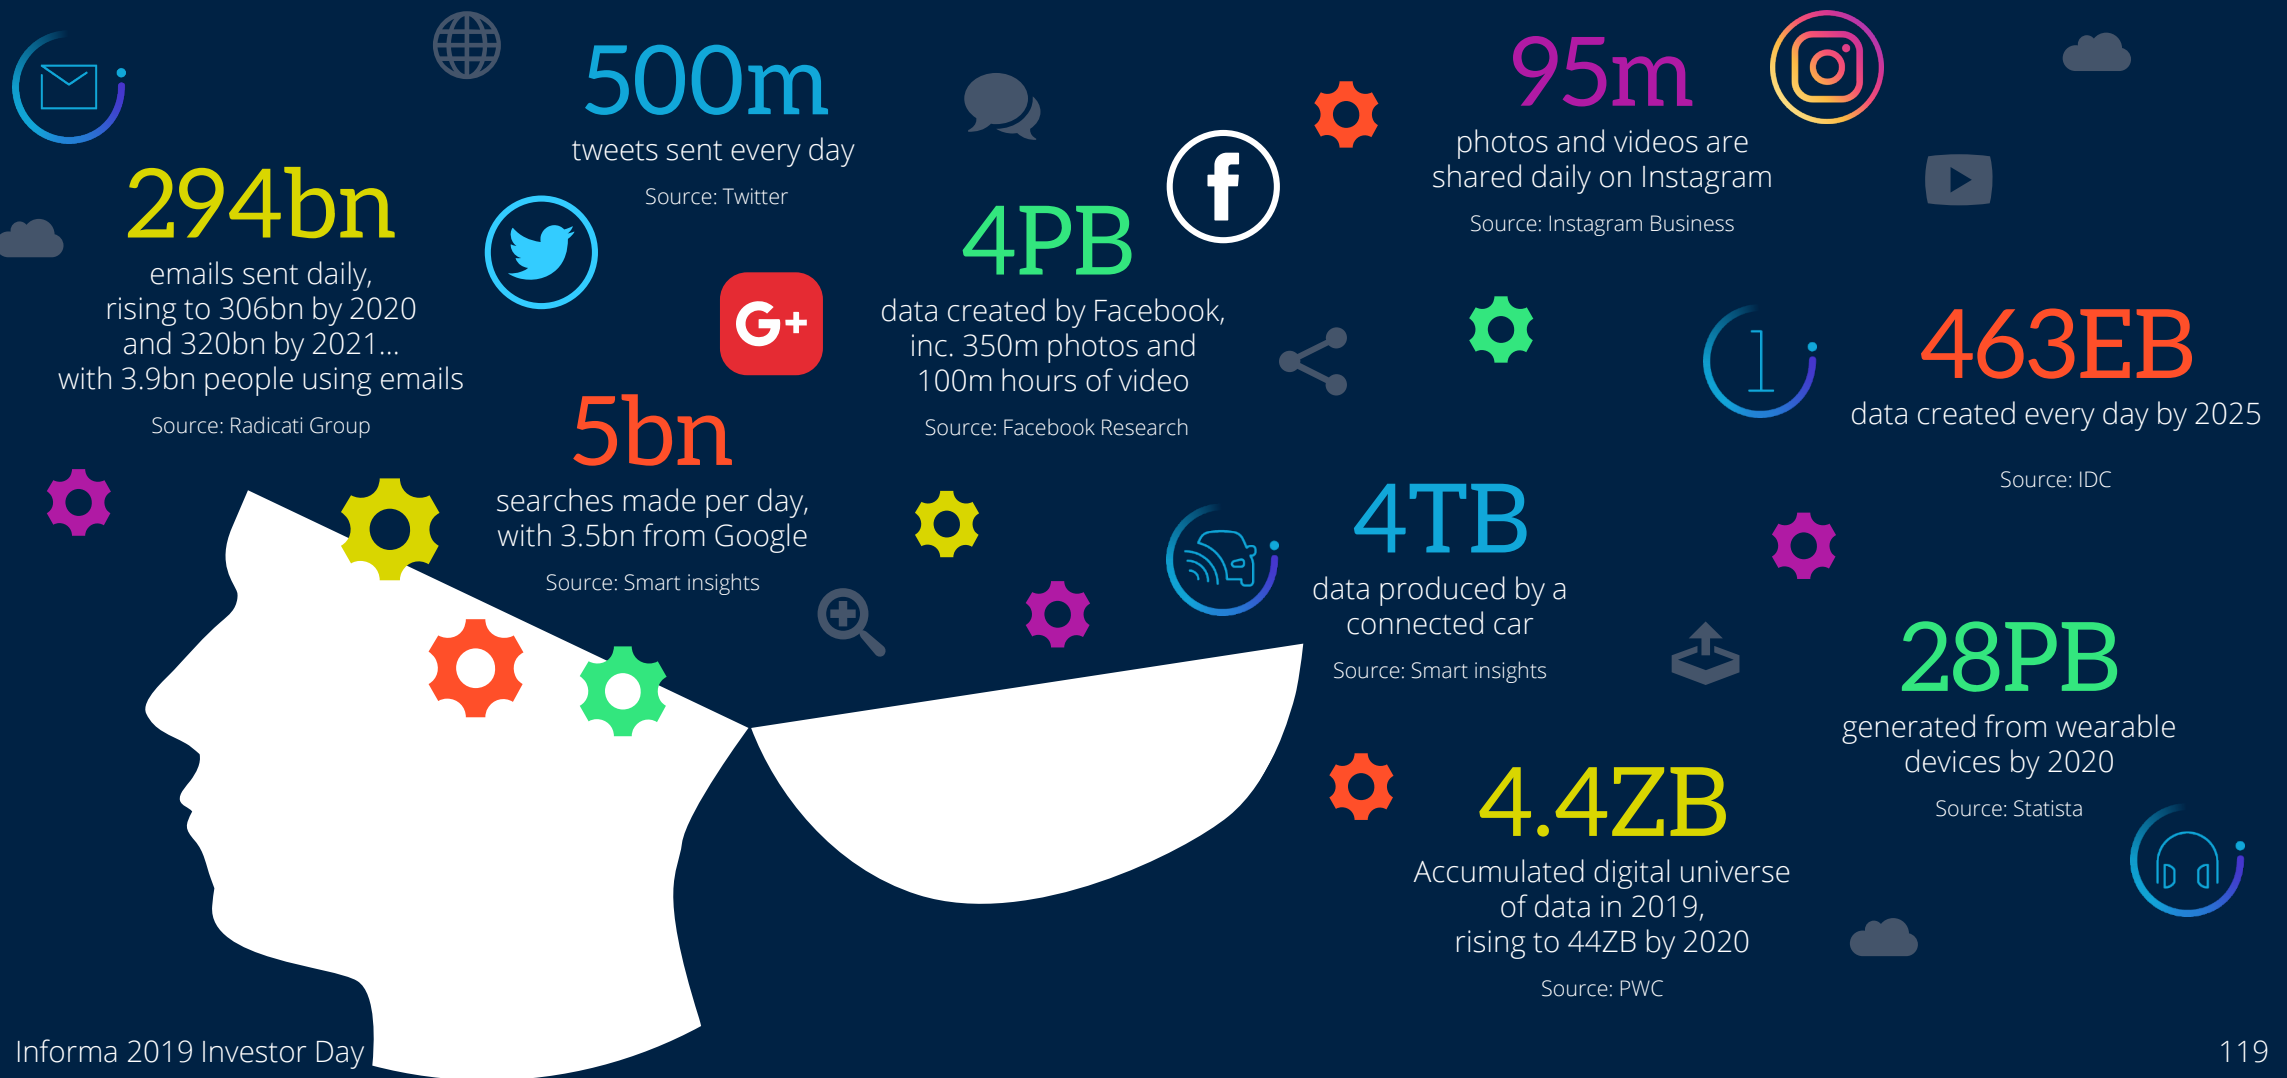 500m
tweets sent every day
Source: Twitter
95m
photos and videos are
shared daily on Instagram
Source: Instagram Business
294bn
emails sent daily,
rising to 306bn by 2020
and 320bn by 2021...
with 3.9bn people using emails
Source: Radicati Group
4PB
data created by Facebook,
inc. 350m photos and
100m hours of video
Source: Facebook Research
f
G+
5bn
searches made per day,
with 3.5bn from Google
Source: Smart insights
1
463EB
data created every day by 2025
Source: IDC
4TB
data produced by a
connected car
Source: Smart insights
28PB
generated from wearable
devices by 2020
Source: Statista
4.4ZB
Accumulated digital universe
of data in 2019,
rising to 44ZB by 2020
Source: PWC
Informa 2019 Investor Day
119